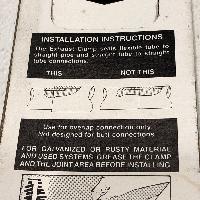 INSTALLATION INSTRUCTIONS
The Exhaust Clamp seals flexible tube to
straight pipe and straight tube to straight
tube connections.
THIS NOT THIS
Use for overlap connection only.
Not designed for butt connections.
FOR GALVANIZED OR RUSTY MATERIAL
AND USED SYSTEMS, GREASE THE CLAMP
AND THE JOINT AREA BEFORE INSTALLING